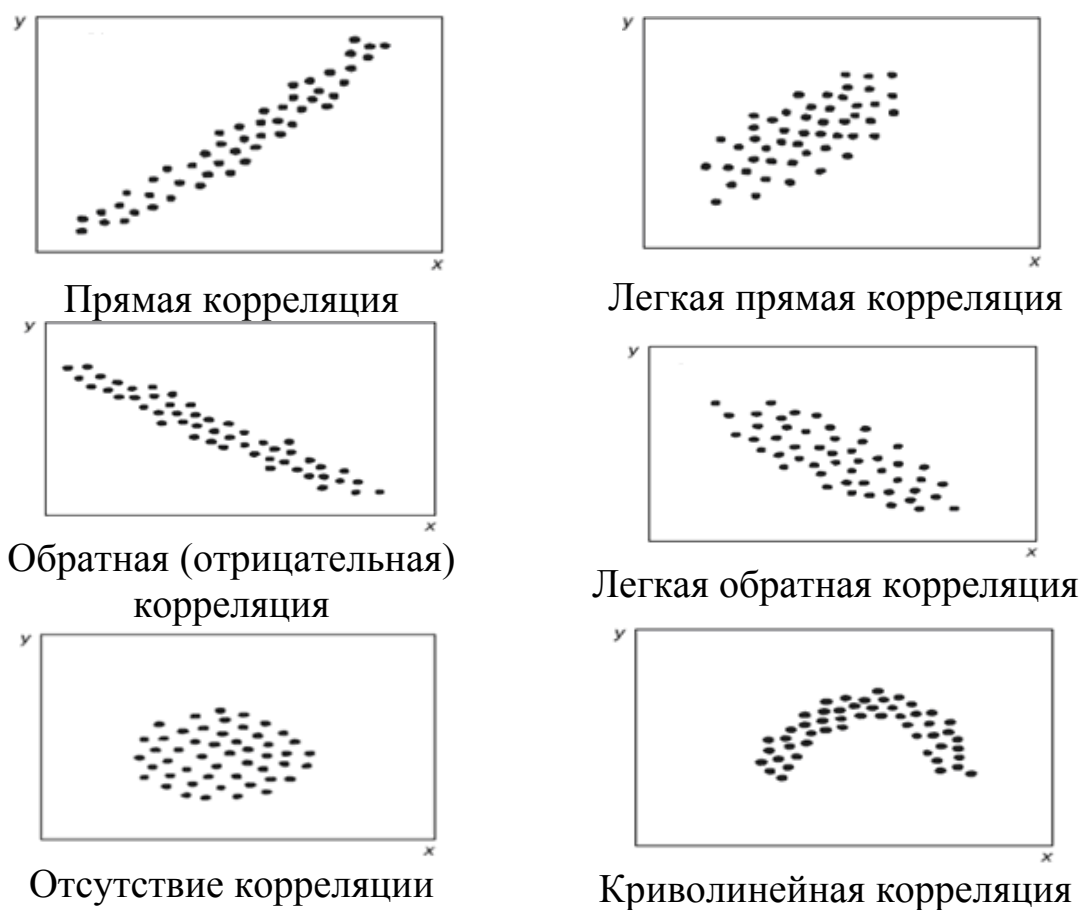 y
x
Прямая корреляция
y
x
Легкая прямая корреляция
y
x
Обратная (отрицательная)
корреляция
y
x
Легкая обратная корреляция
y
x
Отсутствие корреляции
y
x
Криволинейная корреляция